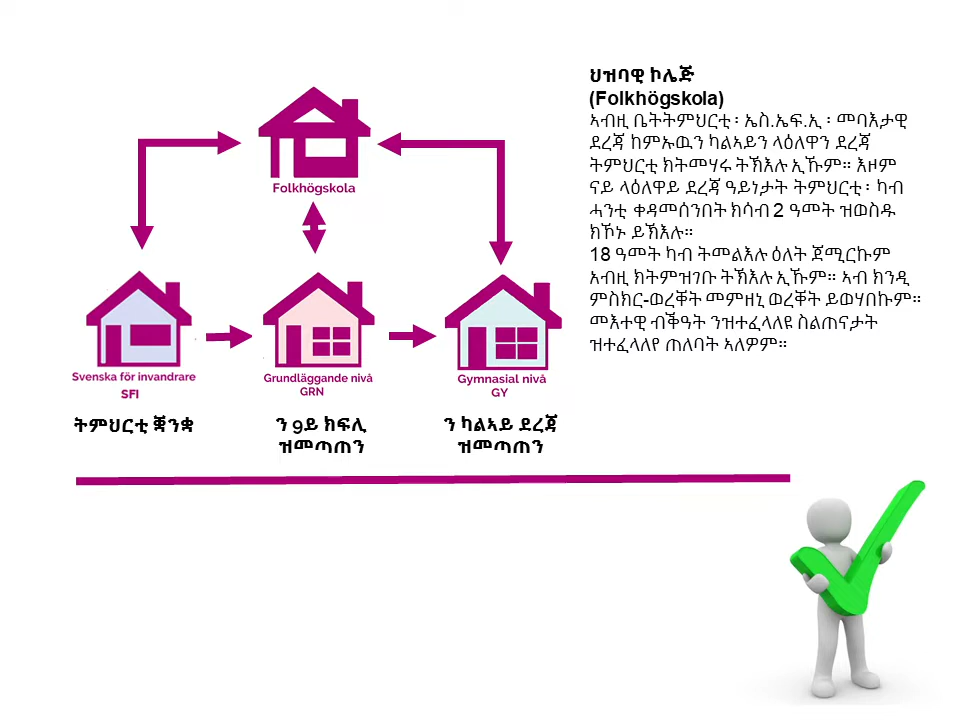 ህዝባዊ ኮሌጅ
(Folkhögskola)
ኣብዚ ቤትትምህርቲ፡ ኤስ.ኤፍ.ኢ፡ መባእታዊ
ደረጃ ከምኡዉን ካልኣይን ላዕለዋን ደረጃ
ትምህርቲ ክትመሃሩ ትኽእሉ ኢኹም። እዞም
ናይ ላዕለዋይ ደረጃ ዓይነታት ትምህርቲ፡ ካብ
ሓንቲ ቀዳመሰንበት ክሳብ 2 ዓመት ዝወስዱ
ክኾኑ ይኽእሉ።
18 ዓመት ካብ ትመልእሉ ዕለት ጀሚርኩም
አብዚ ክትምዝገቡ ትኽእሉ ኢኹም። ኣብ ክንዲ
ምስክር-ወረቐት መምዘኒ ወረቐት ይወሃበኩም።
መእተዊ ብቕዓት ንዝተፈላለዩ ስልጠናታት
ዝተፈላለየ ጠለባት ኣለዎም።
Folkhögskola
Svenska för invandrare
SFI
Grundläggande nivå
GRN
Gymnasial nivå
GY
ትምህርቲ ቛንቋ
ን 9ይ ክፍሊ
ዝመጣጠን
ን ካልኣይ ደረጃ
ዝመጣጠን